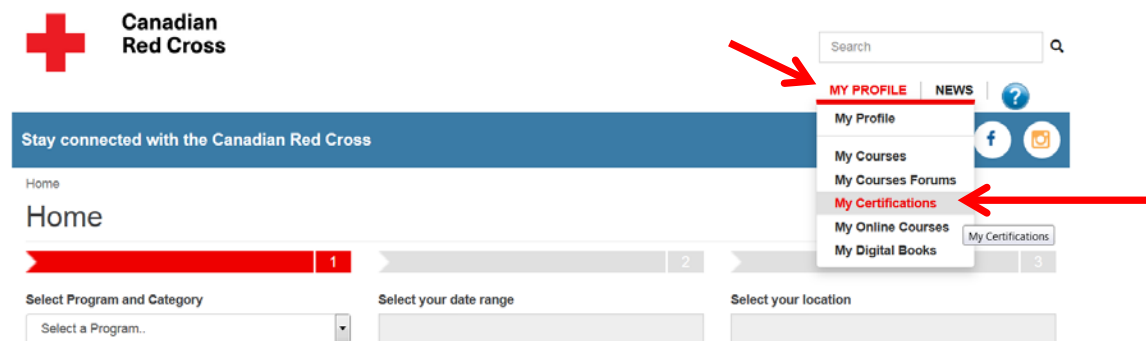 Canadian
Red Cross
Search
MY PROFILE
NEWS
?
My Profile
Stay connected with the Canadian Red Cross
f
My Courses
My Courses Forums
My Certifications
My Online Courses
My Certifications
My Digital Books
Home
Home
1
2
3
Select Program and Category
Select your date range
Select your location
Select a Program..